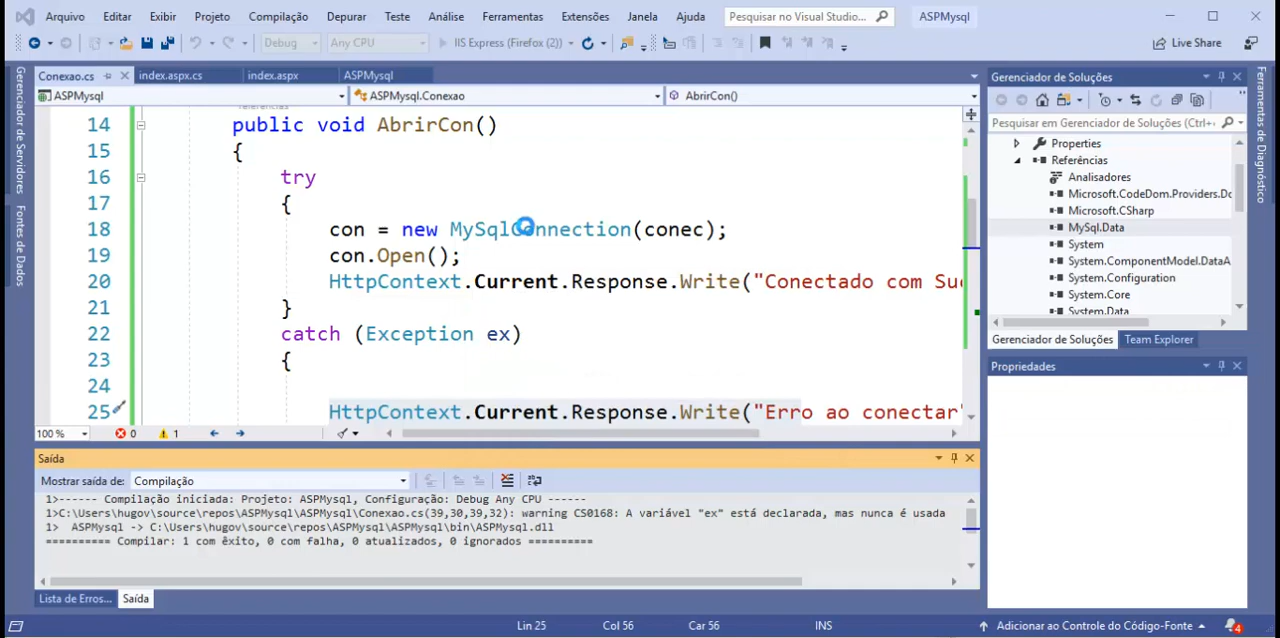 Arquivo Editar Exibir Projeto Compilação Depurar Teste Análise Ferramentas Extensões Janela Ajuda Pesquisar no Visual Studio... ASPMysql
Debug Any CPU IIS Express (Firefox (2)) Live Share
Conexao.cs index.aspx.cs index.aspx ASPMysql
ASPMysql ASPMysql.Conexao AbrirCon()
14 public void AbrirCon()
15 {
16 try
17 {
18 con = new MySqlConnection(conec);
19 con.Open();
20 HttpContext.Current.Response.Write("Conectado com Suc
21 }
22 catch (Exception ex)
23 {
24
25 HttpContext.Current.Response.Write("Erro ao conectar"
100 % 0 1
Saída
Mostrar saída de: Compilação
1>------ Compilação iniciada: Projeto: ASPMysql, Configuração: Debug Any CPU ------
1>C:\Users\hugov\source\repos\ASPMysql\ASPMysql\Conexao.cs(39,30,39,32): warning CS0168: A variável "ex" está declarada, mas nunca é usada
1> ASPMysql -> C:\Users\hugov\source\repos\ASPMysql\ASPMysql\bin\ASPMysql.dll
========== Compilar: 1 com êxito, 0 com falha, 0 atualizados, 0 ignorados ==========
Lista de Erros... Saída
Gerenciador de Servidores
Fontes de Dados
Gerenciador de Soluções
Pesquisar em Gerenciador de Soluções (Ctrl+
Properties
Referências
Analisadores
Microsoft.CodeDom.Providers.Do
Microsoft.CSharp
MySql.Data
System
System.ComponentModel.DataA
System.Configuration
System.Core
System.Data
Gerenciador de Soluções Team Explorer
Propriedades
Ferramentas de Diagnóstico
Lin 25 Col 56 Car 56 INS Adicionar ao Controle do Código-Fonte 4